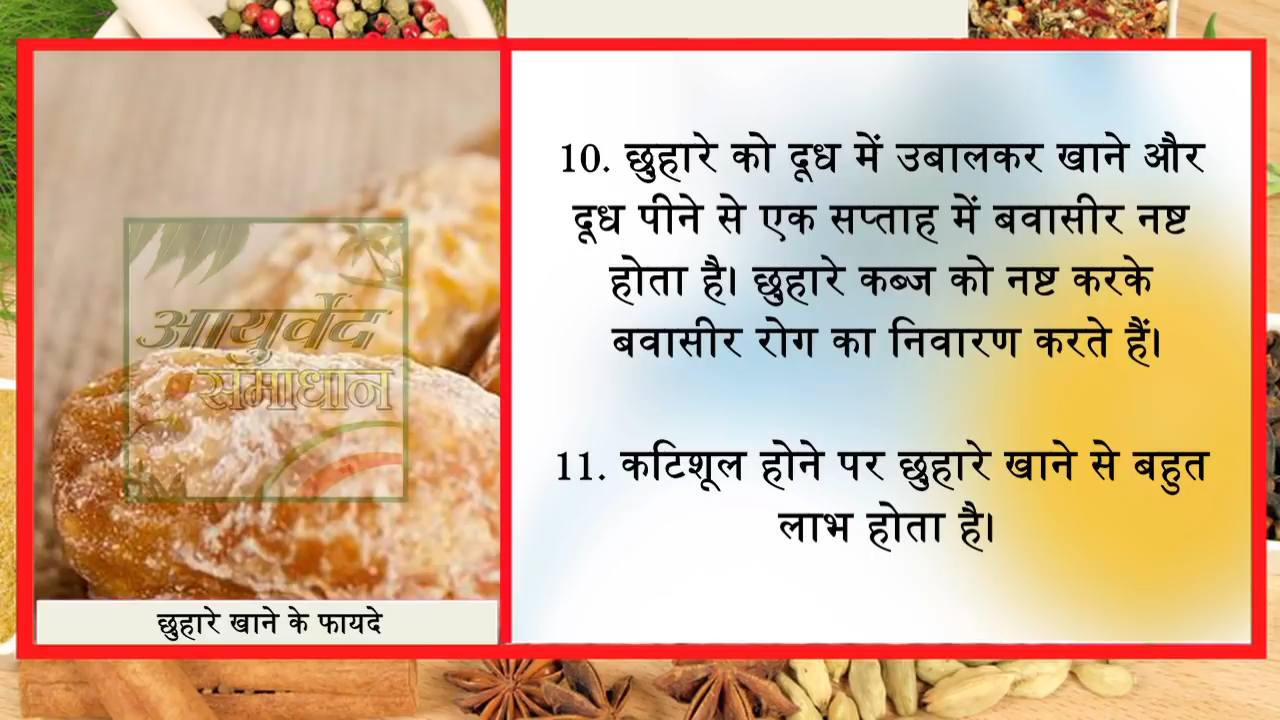 10. छुहारे को दूध में उबालकर खाने और
दूध पीने से एक सप्ताह में बवासीर नष्ट
होता है। छुहारे कब्ज को नष्ट करके
बवासीर रोग का निवारण करते हैं।
11. कटिशूल होने पर छुहारे खाने से बहुत
लाभ होता है।
आयुर्वेद
समाधान
छुहारे खाने के फायदे